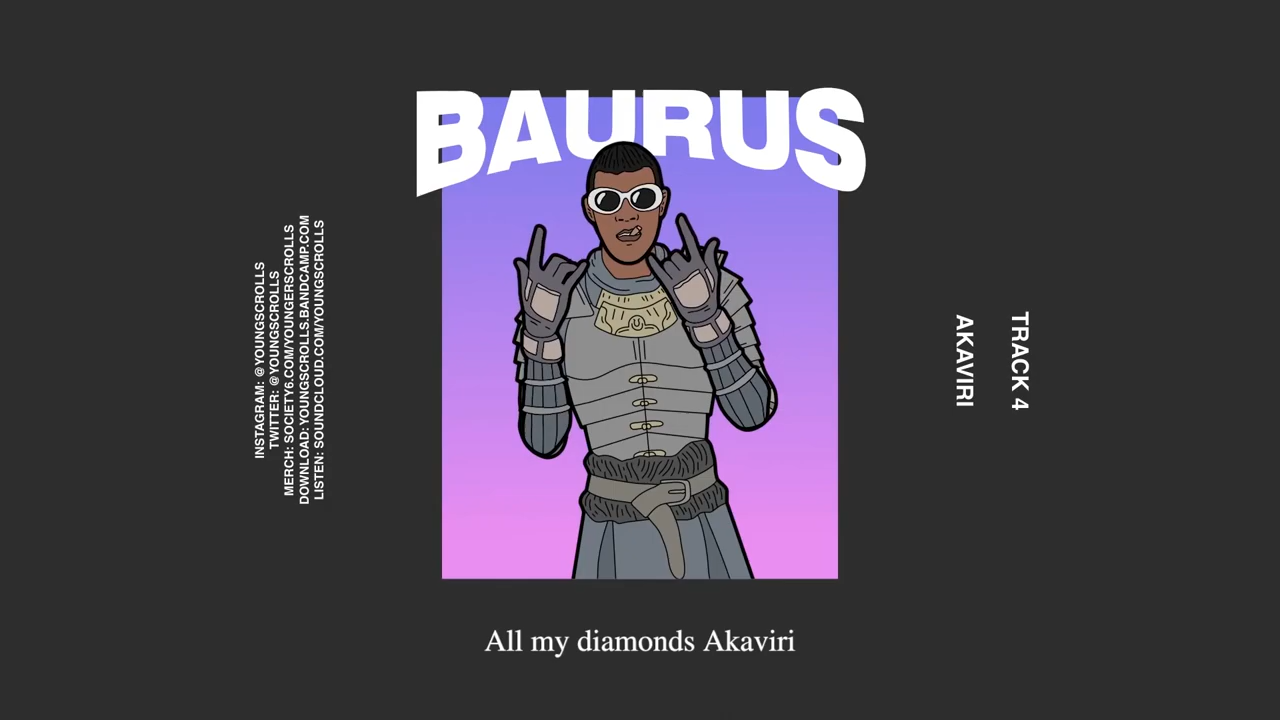 BAURUS
INSTAGRAM: @YOUNGSCROLLS
TWITTER: @YOUNGSCROLLS
MERCH: SOCIETY6.COM/YOUNGERSCROLLS
DOWNLOAD: YOUNGSCROLLS.BANDCAMP.COM
LISTEN: SOUNDCLOUD.COM/YOUNGSCROLLS
TRACK 4
AKAVIRI
All my diamonds Akaviri